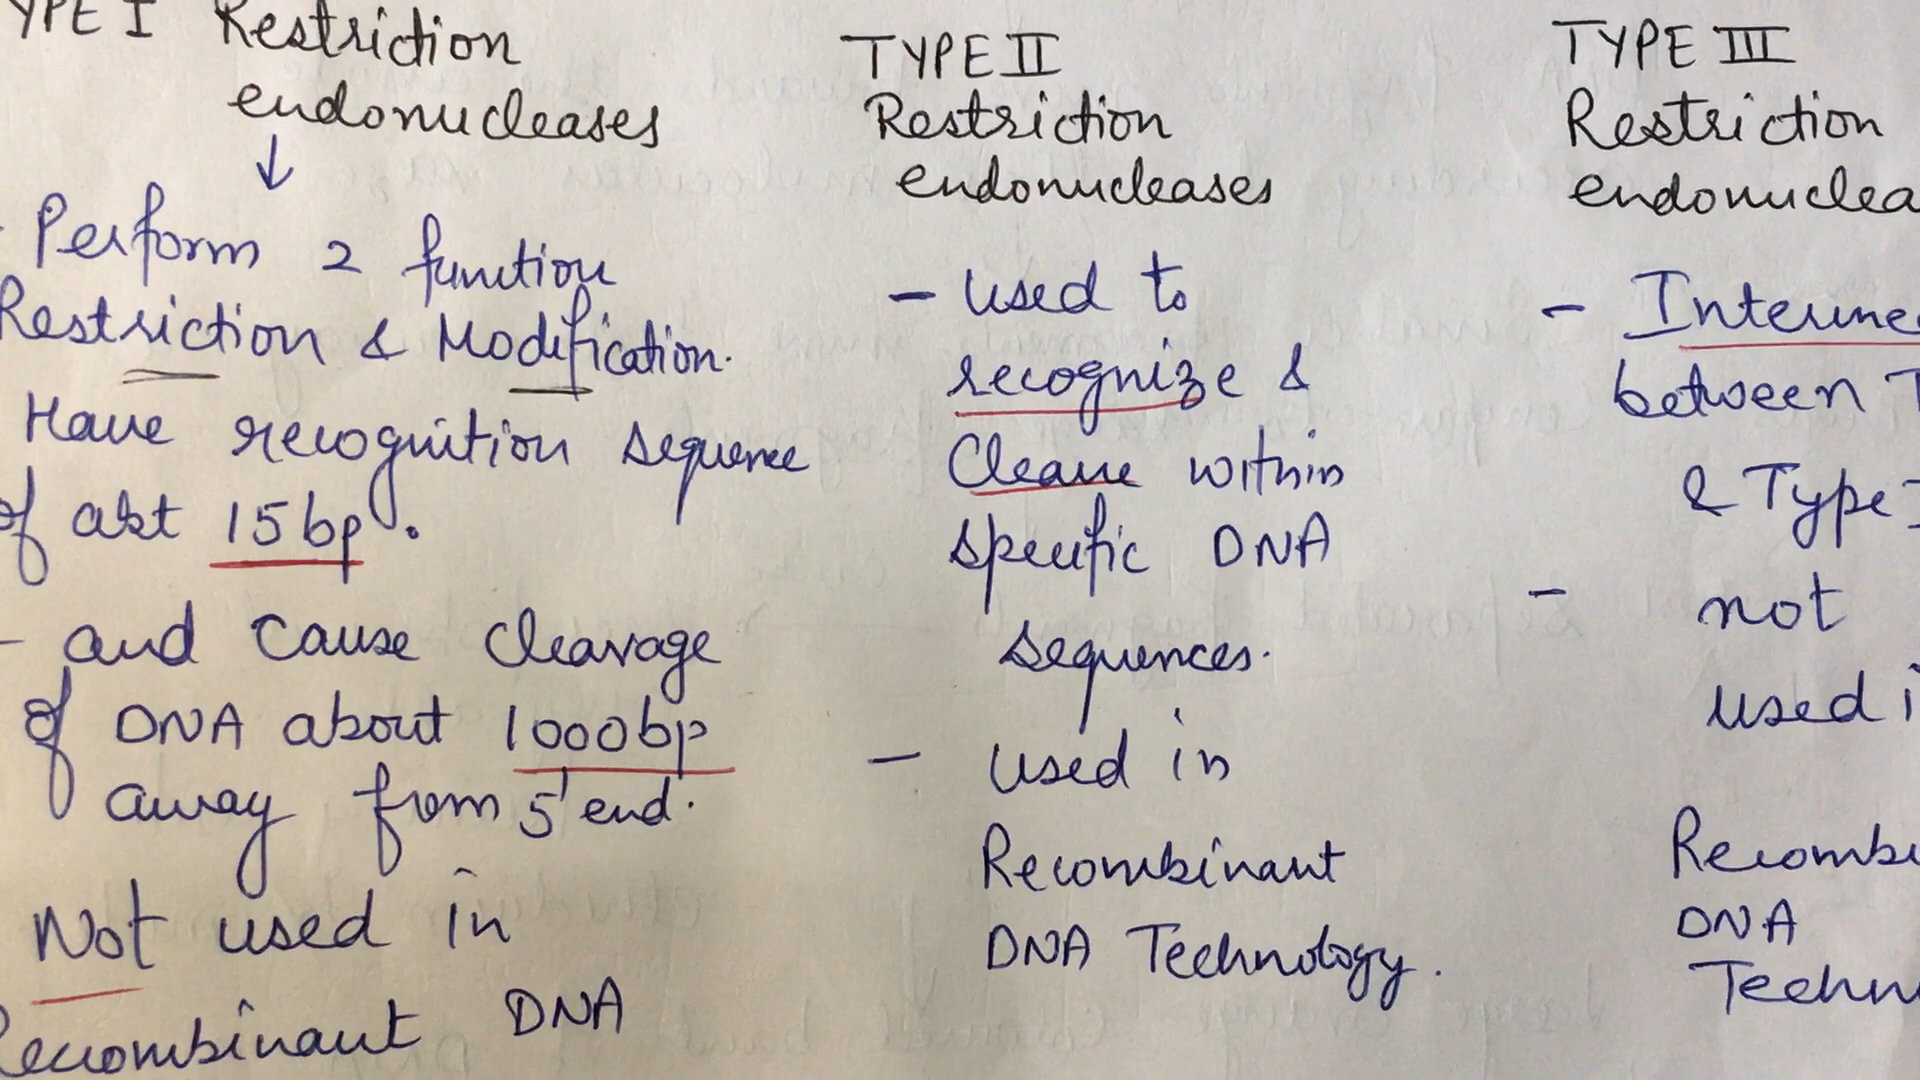 YPE I Restriction
endonucleases
Perform 2 function
Restriction & Modification.
Have recognition sequence
of abt 15bp.
- and cause cleavage
of DNA about 1000bp
away from 5' end.
Not used in
Recombinant DNA
TYPE II
Restriction
endonucleases
- used to
recognize &
Cleave within
specific DNA
sequences.
- used in
Recombinant
DNA Technology.
TYPE III
Restriction
endonuclea
- Interme
between T
& Type I
- not
used i
Recombi
DNA
Techn